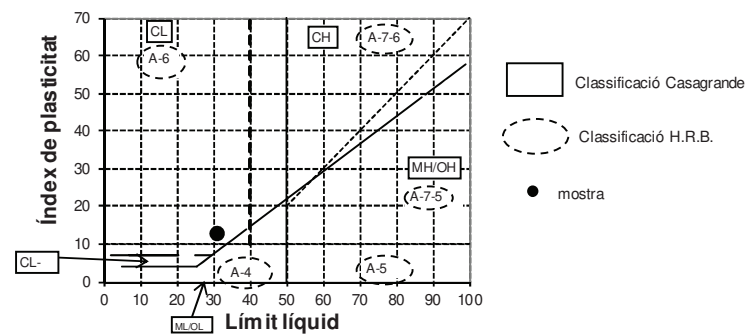 70
60
50
40
30
20
10
0
Índex de plasticitat
CL
A-6
CH
A-7-6
MH/OH
A-7-5
CL-
A-4
A-5
0 10 20 30 40 50 60 70 80 90 100
ML/OL
Límit líquid
Classificació Casagrande
Classificació H.R.B.
mostra